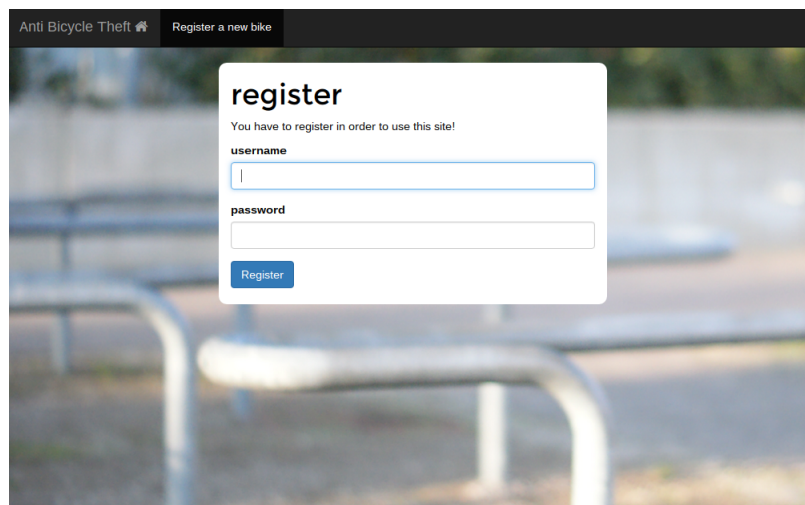 Anti Bicycle Theft Register a new bike
register
You have to register in order to use this site!
username
password
Register